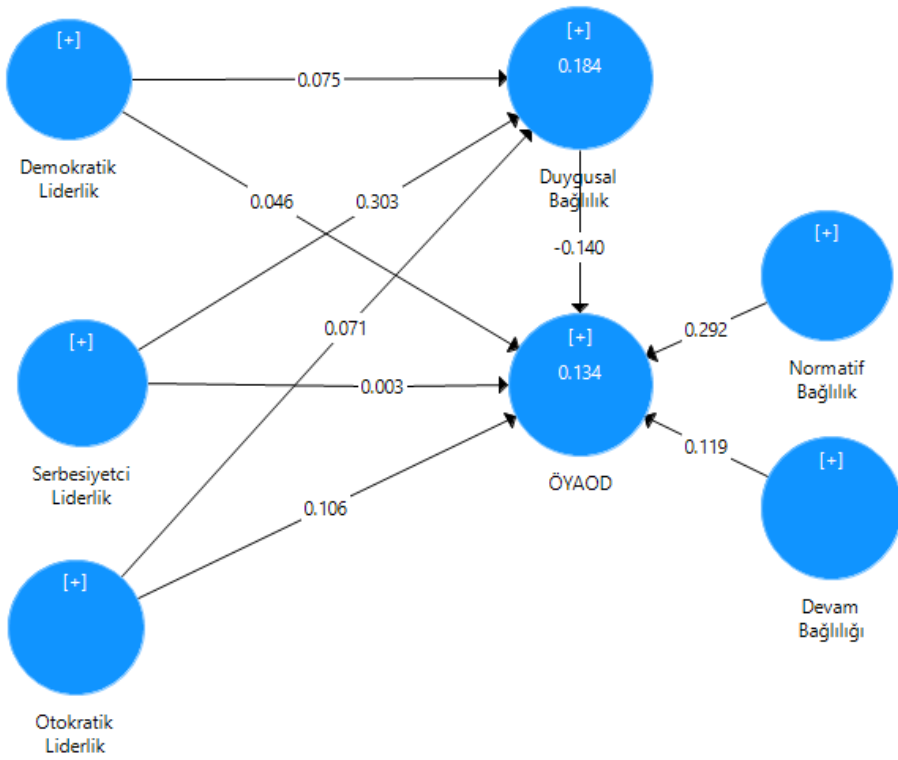 [+]
[+]
0.184
0.075
Demokratik
Liderlik
Duygusal
Bağlılık
0.046
0.303
[+]
-0.140
[+]
[+]
0.134
0.071
0.292
0.003
Normatif
Bağlılık
Serbesiyetci
Liderlik
ÖYAOD
0.119
[+]
0.106
[+]
Devam
Bağlılığı
Otokratik
Liderlik